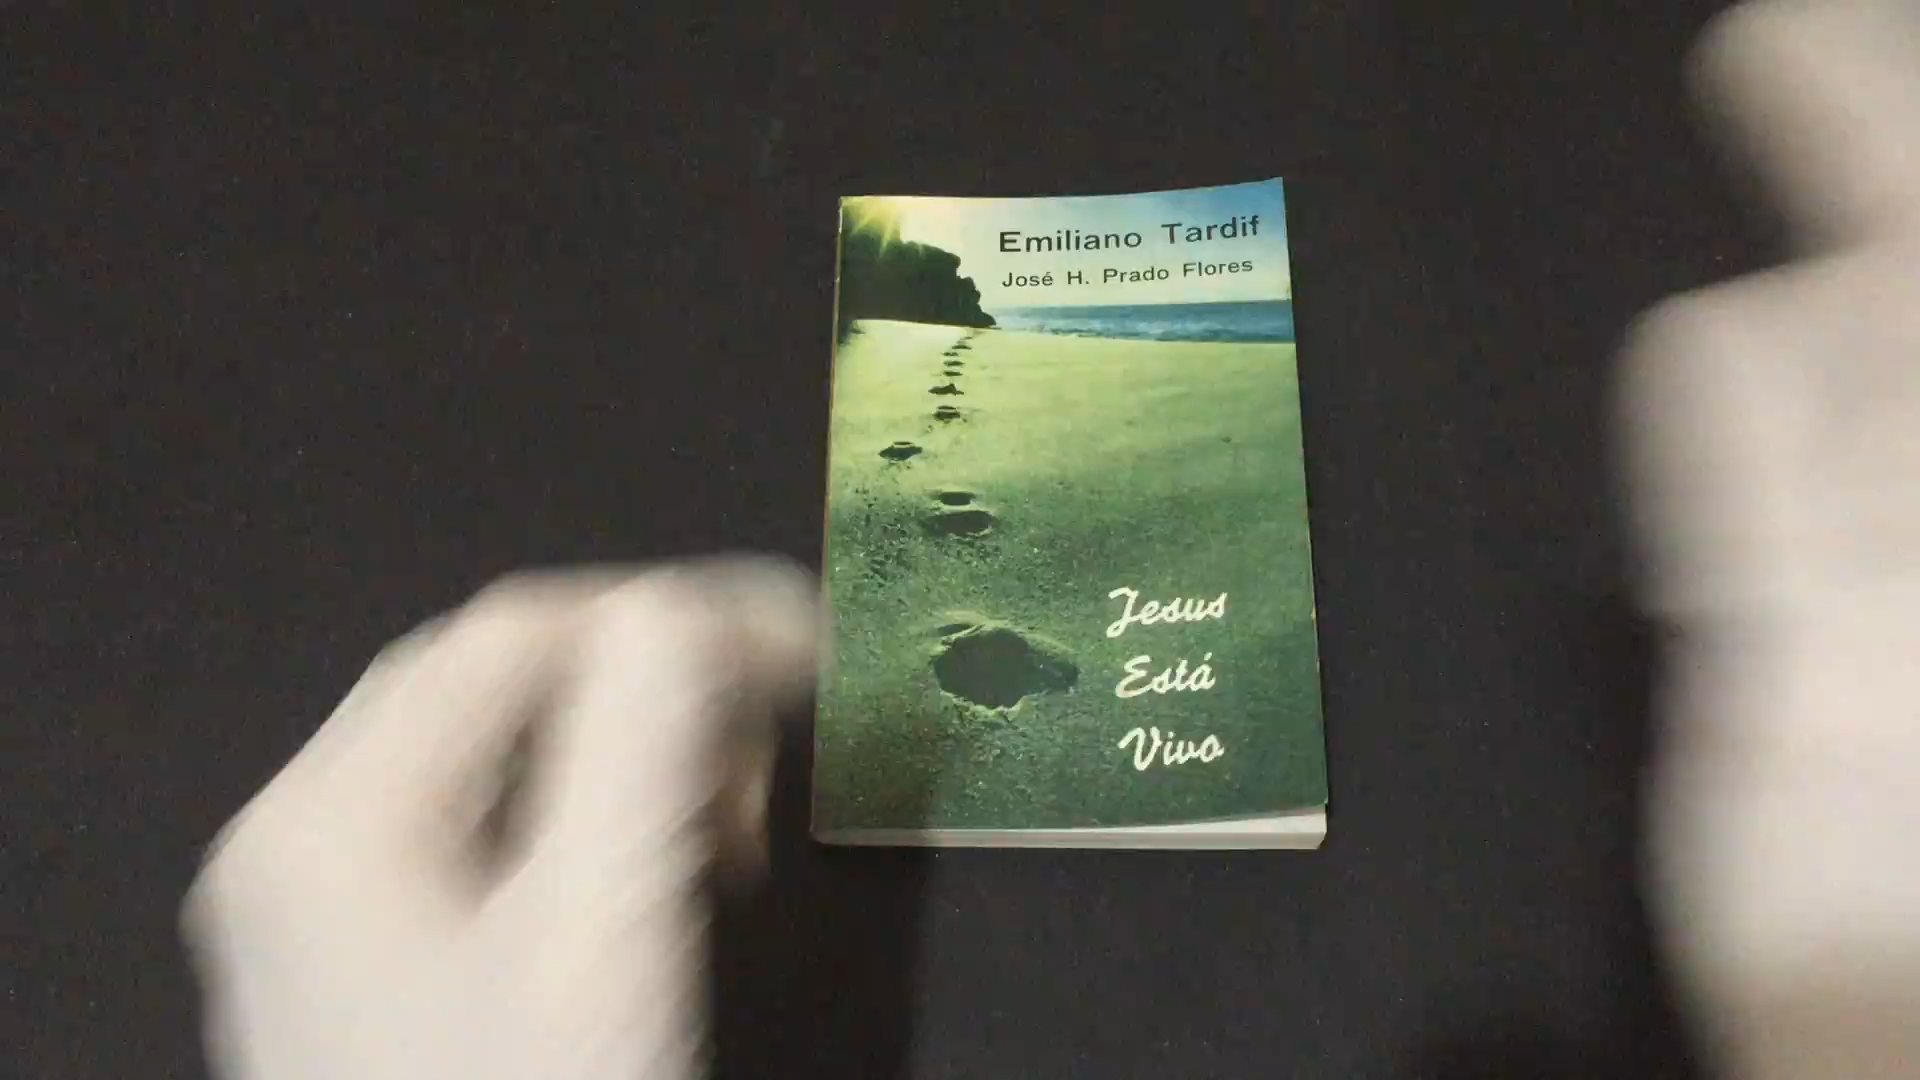 Emiliano Tardif
José H. Prado Flores
Jesus
Está
Vivo